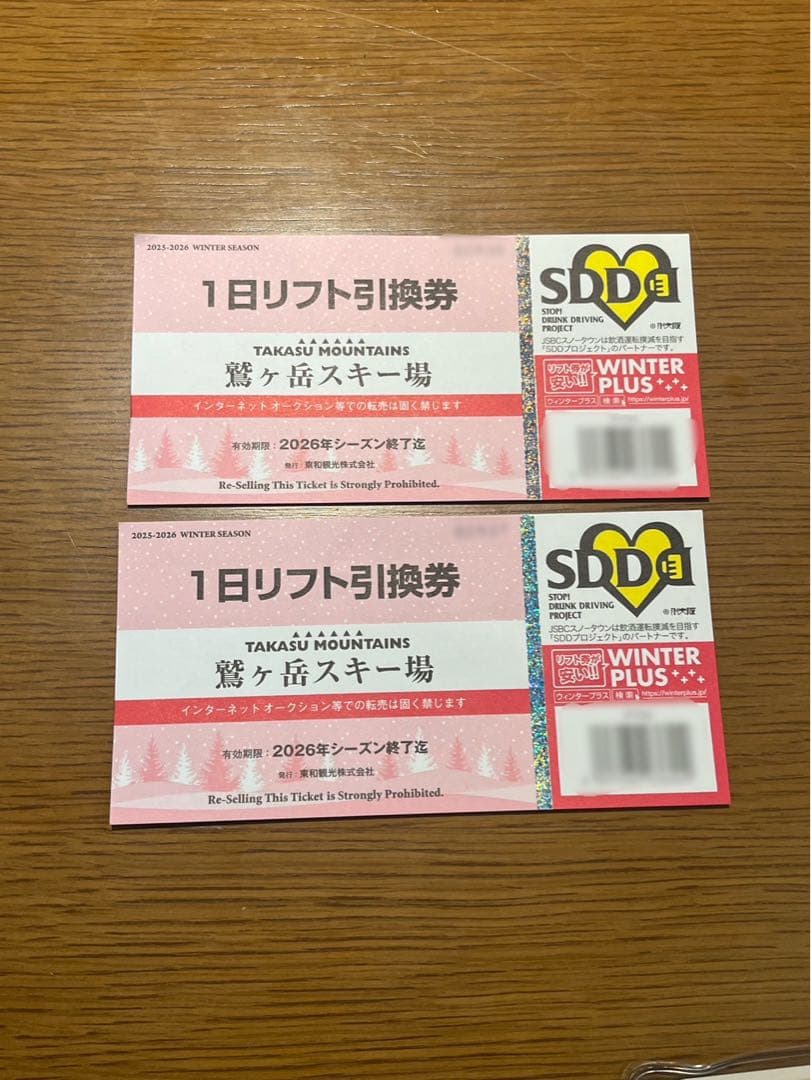 2025-2026 WINTER SEASON
1日リフト引換券
TAKASU MOUNTAINS
鷲ヶ岳スキー場
インターネットオークション等での転売は固く禁じます
有効期限:2026年シーズン終了迄
発行:東和観光株式会社
Re-Selling This Ticket is Strongly Prohibited.
SDDd
STOP!
DRUNK DRIVING
PROJECT
JSBCスノータウンは飲酒運転撲滅を目指す
「SDDプロジェクト」のパートナーです。
リフト券が
安い!!
WINTER
PLUS
ウィンタープラス 検索 https://winterplus.jp/
2025-2026 WINTER SEASON
1日リフト引換券
TAKASU MOUNTAINS
鷲ヶ岳スキー場
インターネットオークション等での転売は固く禁じます
有効期限:2026年シーズン終了迄
発行:東和観光株式会社
Re-Selling This Ticket is Strongly Prohibited.
SDDd
STOP!
DRUNK DRIVING
PROJECT
JSBCスノータウンは飲酒運転撲滅を目指す
「SDDプロジェクト」のパートナーです。
リフト券が
安い!!
WINTER
PLUS
ウィンタープラス 検索 https://winterplus.jp/